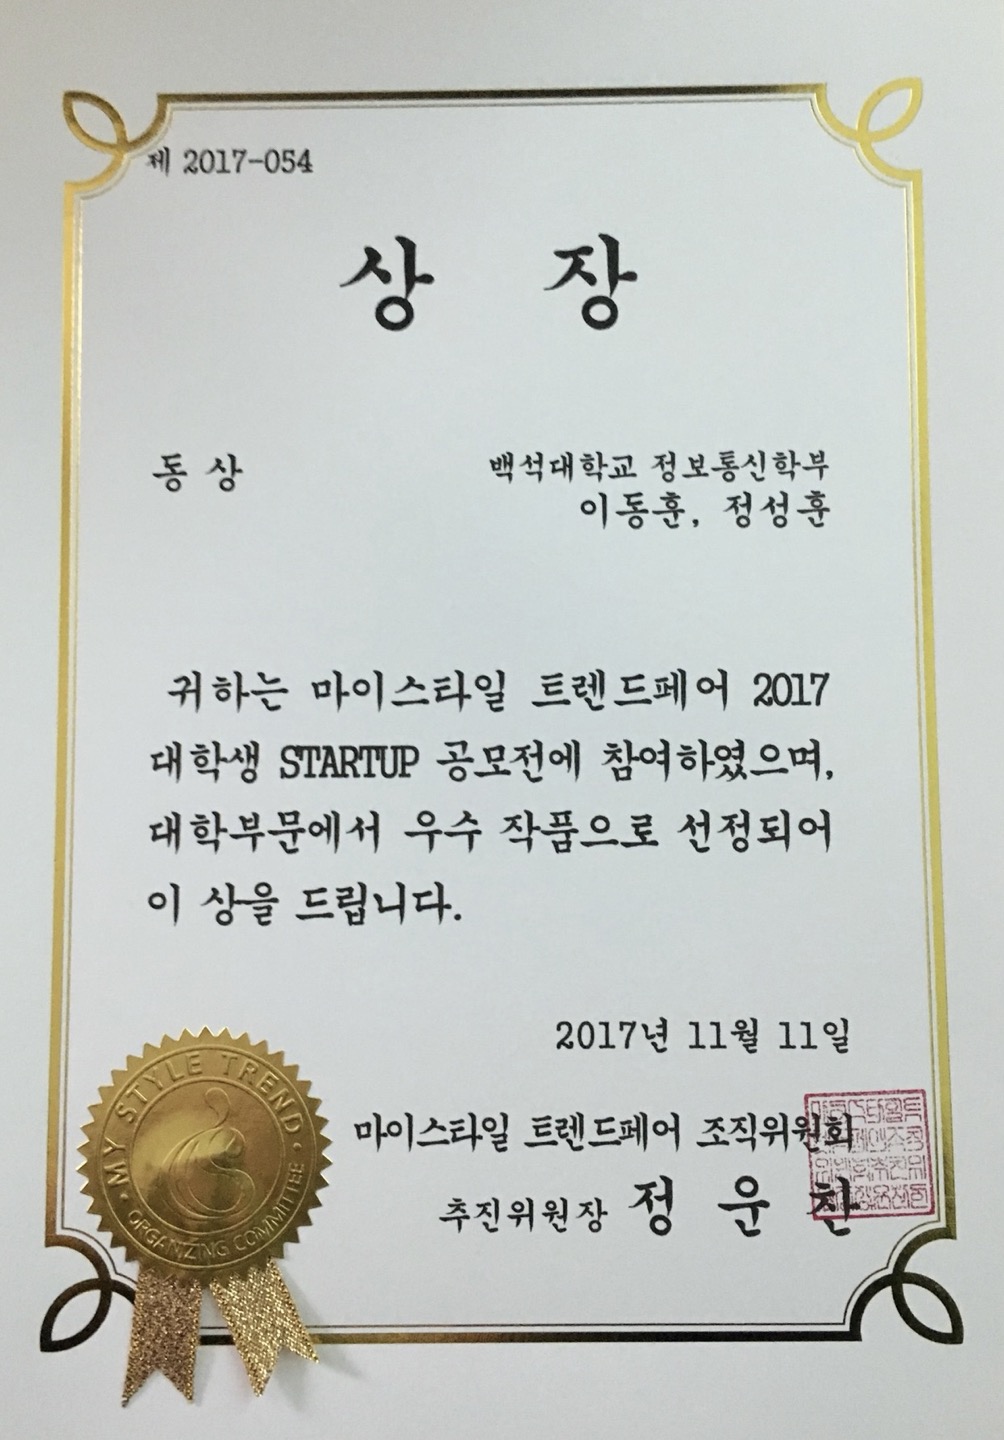 제 2017-054
상 장
동 상
백석대학교 정보통신학부
이동훈, 정성훈
귀하는 마이스타일 트렌드페어 2017
대학생 STARTUP 공모전에 참여하였으며,
대학부문에서 우수 작품으로 선정되어
이 상을 드립니다.
2017년 11월 11일
마이스타일 트렌드페어 조직위원회
추진위원장 정 운 찬
MY STYLE TREND
ORGANZING COMMITTEE